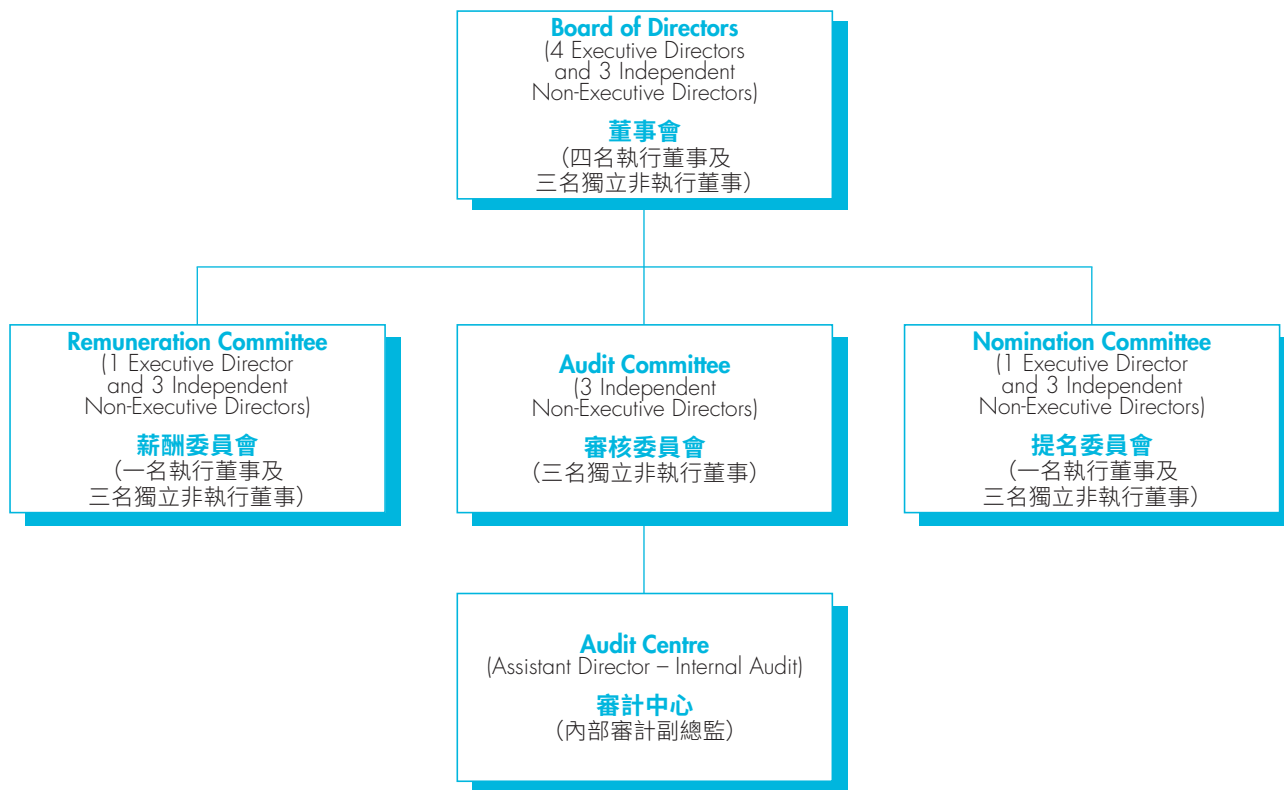 Board of Directors
(4 Executive Directors
and 3 Independent
Non-Executive Directors)
董事會
（四名執行董事及
三名獨立非執行董事）
Remuneration Committee
(1 Executive Director
and 3 Independent
Non-Executive Directors)
薪酬委員會
（一名執行董事及
三名獨立非執行董事）
Audit Committee
(3 Independent
Non-Executive Directors)
審核委員會
（三名獨立非執行董事）
Nomination Committee
(1 Executive Director
and 3 Independent
Non-Executive Directors)
提名委員會
（一名執行董事及
三名獨立非執行董事）
Audit Centre
(Assistant Director – Internal Audit)
審計中心
（內部審計副總監）